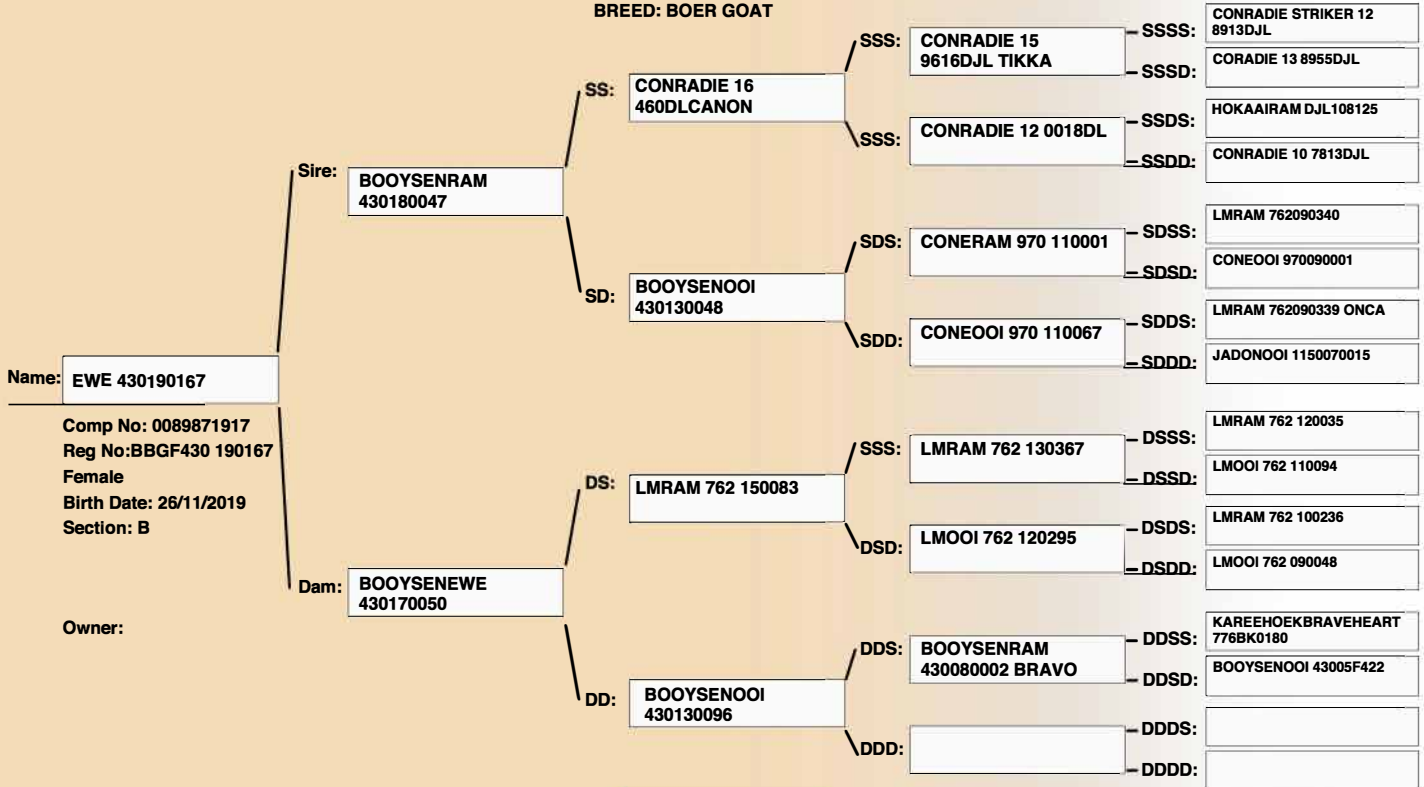 BREED: BOER GOAT
Name:
EWE 430190167
Comp No: 0089871917
Reg No:BBGF430 190167
Female
Birth Date: 26/11/2019
Section: B
Owner:
Sire:
BOOYSENRAM
430180047
Dam:
BOOYSENEWE
430170050
SS:
CONRADIE 16
460DLCANON
SD:
BOOYSENOOI
430130048
DS:
LMRAM 762 150083
DD:
BOOYSENOOI
430130096
SSS:
CONRADIE 15
9616DJL TIKKA
SSS:
CONRADIE 12 0018DL
SDS:
CONERAM 970 110001
SDD:
CONEOOI 970 110067
SSS:
LMRAM 762 130367
DSD:
LMOOI 762 120295
DDS:
BOOYSENRAM
430080002 BRAVO
DDD:
SSSS:
CONRADIE STRIKER 12
8913DJL
SSSD:
CORADIE 13 8955DJL
SSDS:
HOKAAIRAM DJL108125
SSDD:
CONRADIE 10 7813DJL
SDSS:
LMRAM 762090340
SDSD:
CONEOOI 970090001
SDDS:
LMRAM 762090339 ONCA
SDDD:
JADONOOI 1150070015
DSSS:
LMRAM 762 120035
DSSD:
LMOOI 762 110094
DSDS:
LMRAM 762 100236
DSDD:
LMOOI 762 090048
DDSS:
KAREEHOEKBRAVEHEART
776BK0180
DDSD:
BOOYSENOOI 43005F422
DDDS:
DDDD: